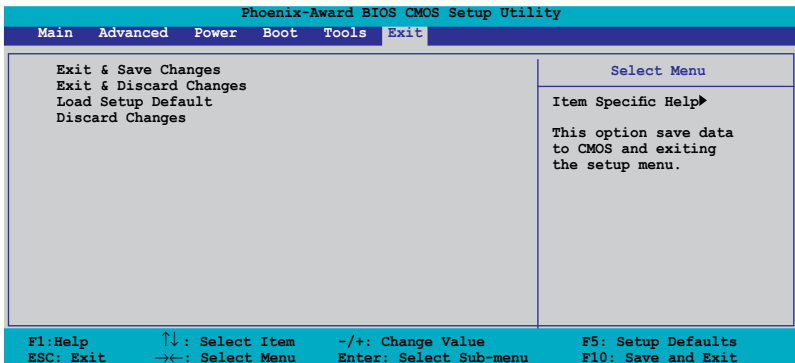 Phoenix-Award BIOS CMOS Setup Utility
Main Advanced Power Boot Tools Exit
Exit & Save Changes
Exit & Discard Changes
Load Setup Default
Discard Changes
Select Menu
Item Specific Help▶
This option save data
to CMOS and exiting
the setup menu.
F1:Help ↑↓: Select Item -/+: Change Value F5: Setup Defaults
ESC: Exit →←: Select Menu Enter: Select Sub-menu F10: Save and Exit